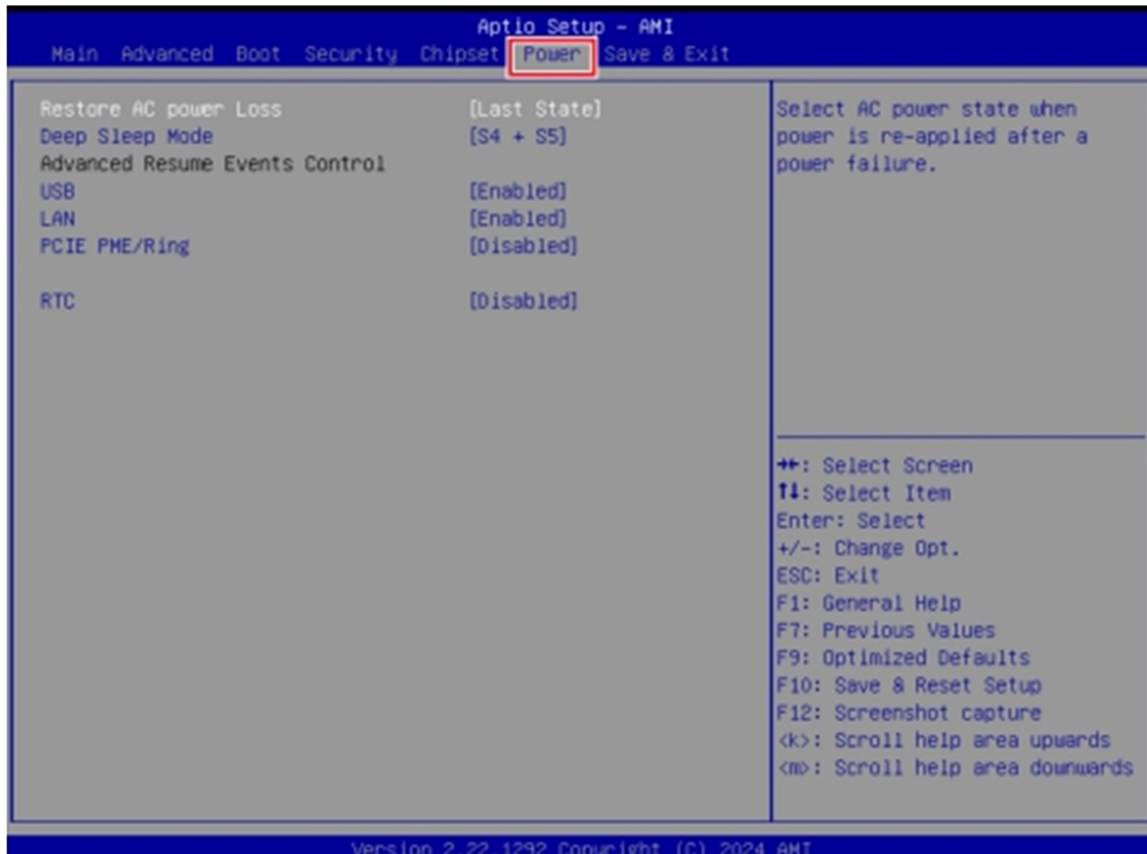 Aptio Setup - AMI
Main Advanced Boot Security Chipset Power Save & Exit
Restore AC power Loss [Last State]
Deep Sleep Mode [S4 + S5]
Advanced Resume Events Control
USB [Enabled]
LAN [Enabled]
PCIE PME/Ring [Disabled]
RTC [Disabled]
Select AC power state when
power is re-applied after a
power failure.
→←: Select Screen
↑↓: Select Item
Enter: Select
+/-: Change Opt.
ESC: Exit
F1: General Help
F7: Previous Values
F9: Optimized Defaults
F10: Save & Reset Setup
F12: Screenshot capture
<k>: Scroll help area upwards
<m>: Scroll help area downwards
Version 2.22.1292 Copyright (C) 2024 AMI